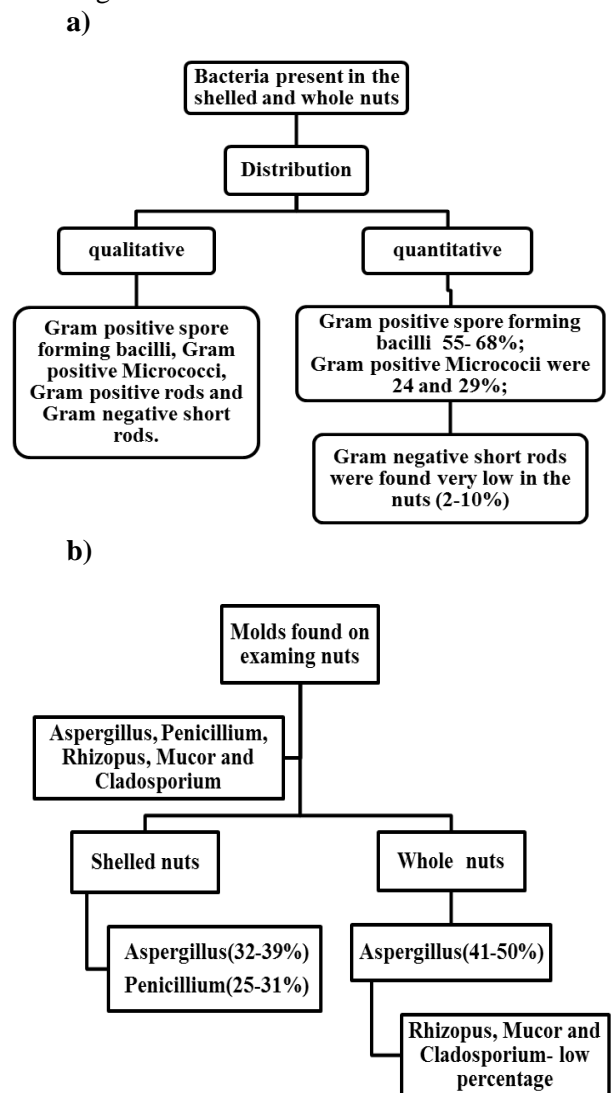 a)
Bacteria present in the
shelled and whole nuts
Distribution
qualitative
quantitative
Gram positive spore
forming bacilli, Gram
positive Micrococci,
Gram positive rods and
Gram negative short
rods.
Gram positive spore forming
bacilli 55- 68%;
Gram positive Micrococii were
24 and 29%;
Gram negative short rods
were found very low in the
nuts (2-10%)
b)
Molds found on
examing nuts
Aspergillus, Penicillium,
Rhizopus, Mucor and
Cladosporium
Shelled nuts
Whole nuts
Aspergillus(32-39%)
Penicillium(25-31%)
Aspergillus(41-50%)
Rhizopus, Mucor and
Cladosporium- low
percentage